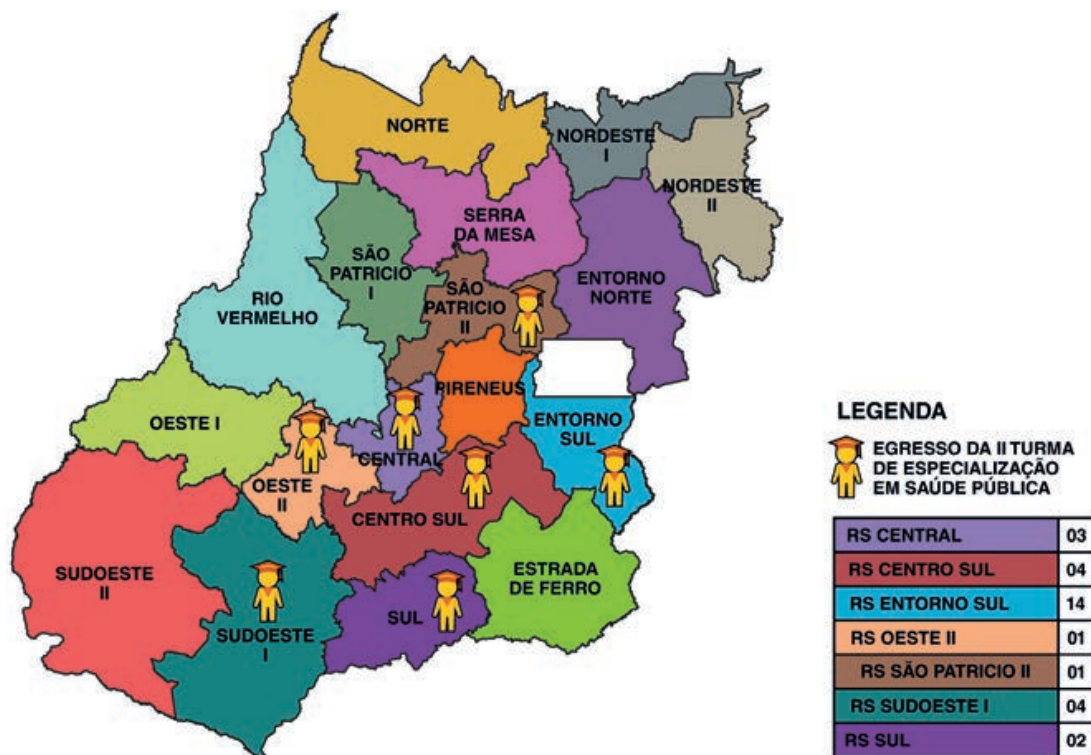 NORTE
NORDESTE
I
NORDESTE
II
SERRA
DA MESA
SÃO
PATRICIO
I
SÃO
PATRICIO
II
ENTORNO
NORTE
RIO
VERMELHO
PIRENEUS
OESTE I
ENTORNO
SUL
CENTRAL
OESTE
II
CENTRO SUL
SUDOESTE
II
ESTRADA
DE FERRO
SUL
SUDOESTE
I
LEGENDA
EGRESSO DA II TURMA
DE ESPECIALIZAÇÃO
EM SAÚDE PÚBLICA
RS CENTRAL 03
RS CENTRO SUL 04
RS ENTORNO SUL 14
RS OESTE II 01
RS SÃO PATRICIO II 01
RS SUDOESTE I 04
RS SUL 02